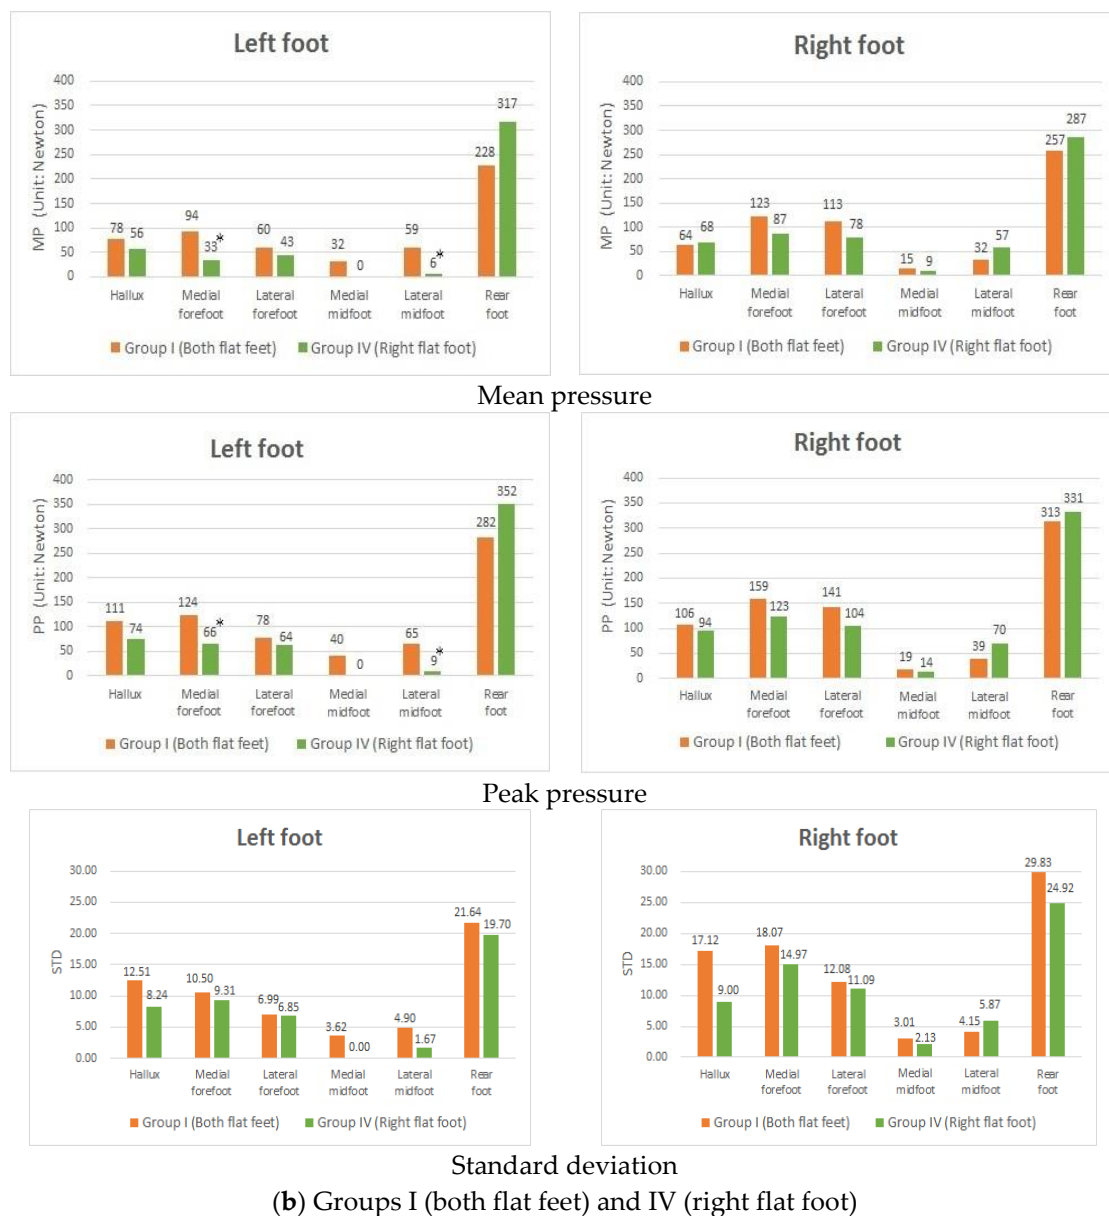 Left foot
MP (Unit: Newton)
400
350
300
250
200
150
100
50
0
78 56
94 33*
60 43
32 0
59 6*
228 317
Hallux
Medial forefoot
Lateral forefoot
Medial midfoot
Lateral midfoot
Rear foot
Group I (Both flat feet) Group IV (Right flat foot)
Right foot
MP (Unit: Newton)
400
350
300
250
200
150
100
50
0
64 68
123 87
113 78
15 9
32 57
257 287
Hallux
Medial forefoot
Lateral forefoot
Medial midfoot
Lateral midfoot
Rear foot
Group I (Both flat feet) Group IV (Right flat foot)
Mean pressure
Left foot
PP (Unit: Newton)
400
350
300
250
200
150
100
50
0
111 74
124 66*
78 64
40 0
65 9*
282 352
Hallux
Medial forefoot
Lateral forefoot
Medial midfoot
Lateral midfoot
Rear foot
Group I (Both flat feet) Group IV (Right flat foot)
Right foot
PP (Unit: Newton)
400
350
300
250
200
150
100
50
0
106 94
159 123
141 104
19 14
39 70
313 331
Hallux
Medial forefoot
Lateral forefoot
Medial midfoot
Lateral midfoot
Rear foot
Group I (Both flat feet) Group IV (Right flat foot)
Peak pressure
Left foot
STD
30.00
25.00
20.00
15.00
10.00
5.00
0.00
12.51 8.24
10.50 9.31
6.99 6.85
3.62 0.00
4.90 1.67
21.64 19.70
Hallux
Medial forefoot
Lateral forefoot
Medial midfoot
Lateral midfoot
Rear foot
Group I (Both flat feet) Group IV (Right flat foot)
Right foot
STD
30.00
25.00
20.00
15.00
10.00
5.00
0.00
17.12 9.00
18.07 14.97
12.08 11.09
3.01 2.13
4.15 5.87
29.83 24.92
Hallux
Medial forefoot
Lateral forefoot
Medial midfoot
Lateral midfoot
Rear foot
Group I (Both flat feet) Group IV (Right flat foot)
Standard deviation
(b) Groups I (both flat feet) and IV (right flat foot)